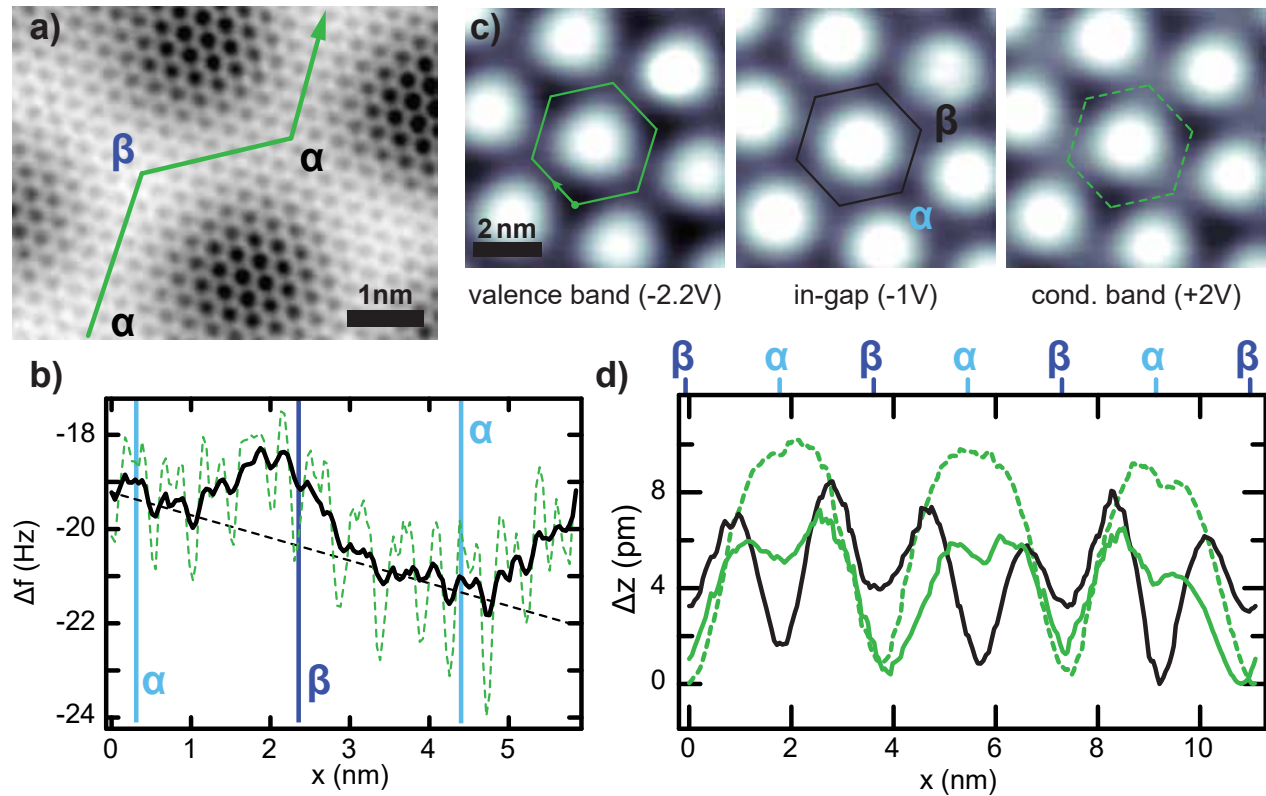 a)
α
β
α
α
1nm
c)
β
α
2 nm
valence band (-2.2V)
in-gap (-1V)
cond. band (+2V)
b)
α
β
α
-18
-20
-22
-24
Δf (Hz)
0 1 2 3 4 5
x (nm)
d)
β α β α β α β
8
4
0
Δz (pm)
0 2 4 6 8 10
x (nm)